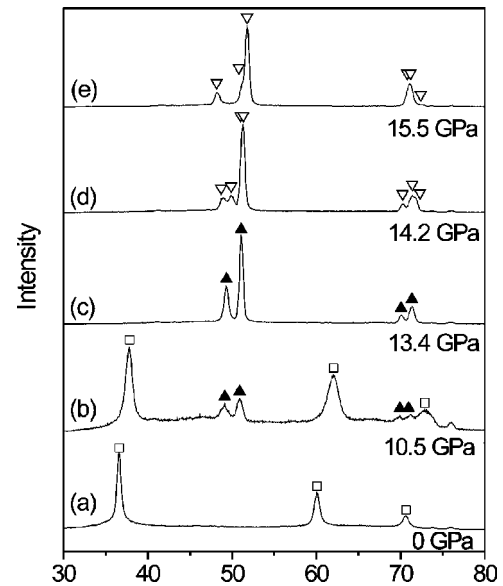 Intensity
(e)
15.5 GPa
(d)
14.2 GPa
(c)
13.4 GPa
(b)
10.5 GPa
(a)
0 GPa
30 40 50 60 70 80